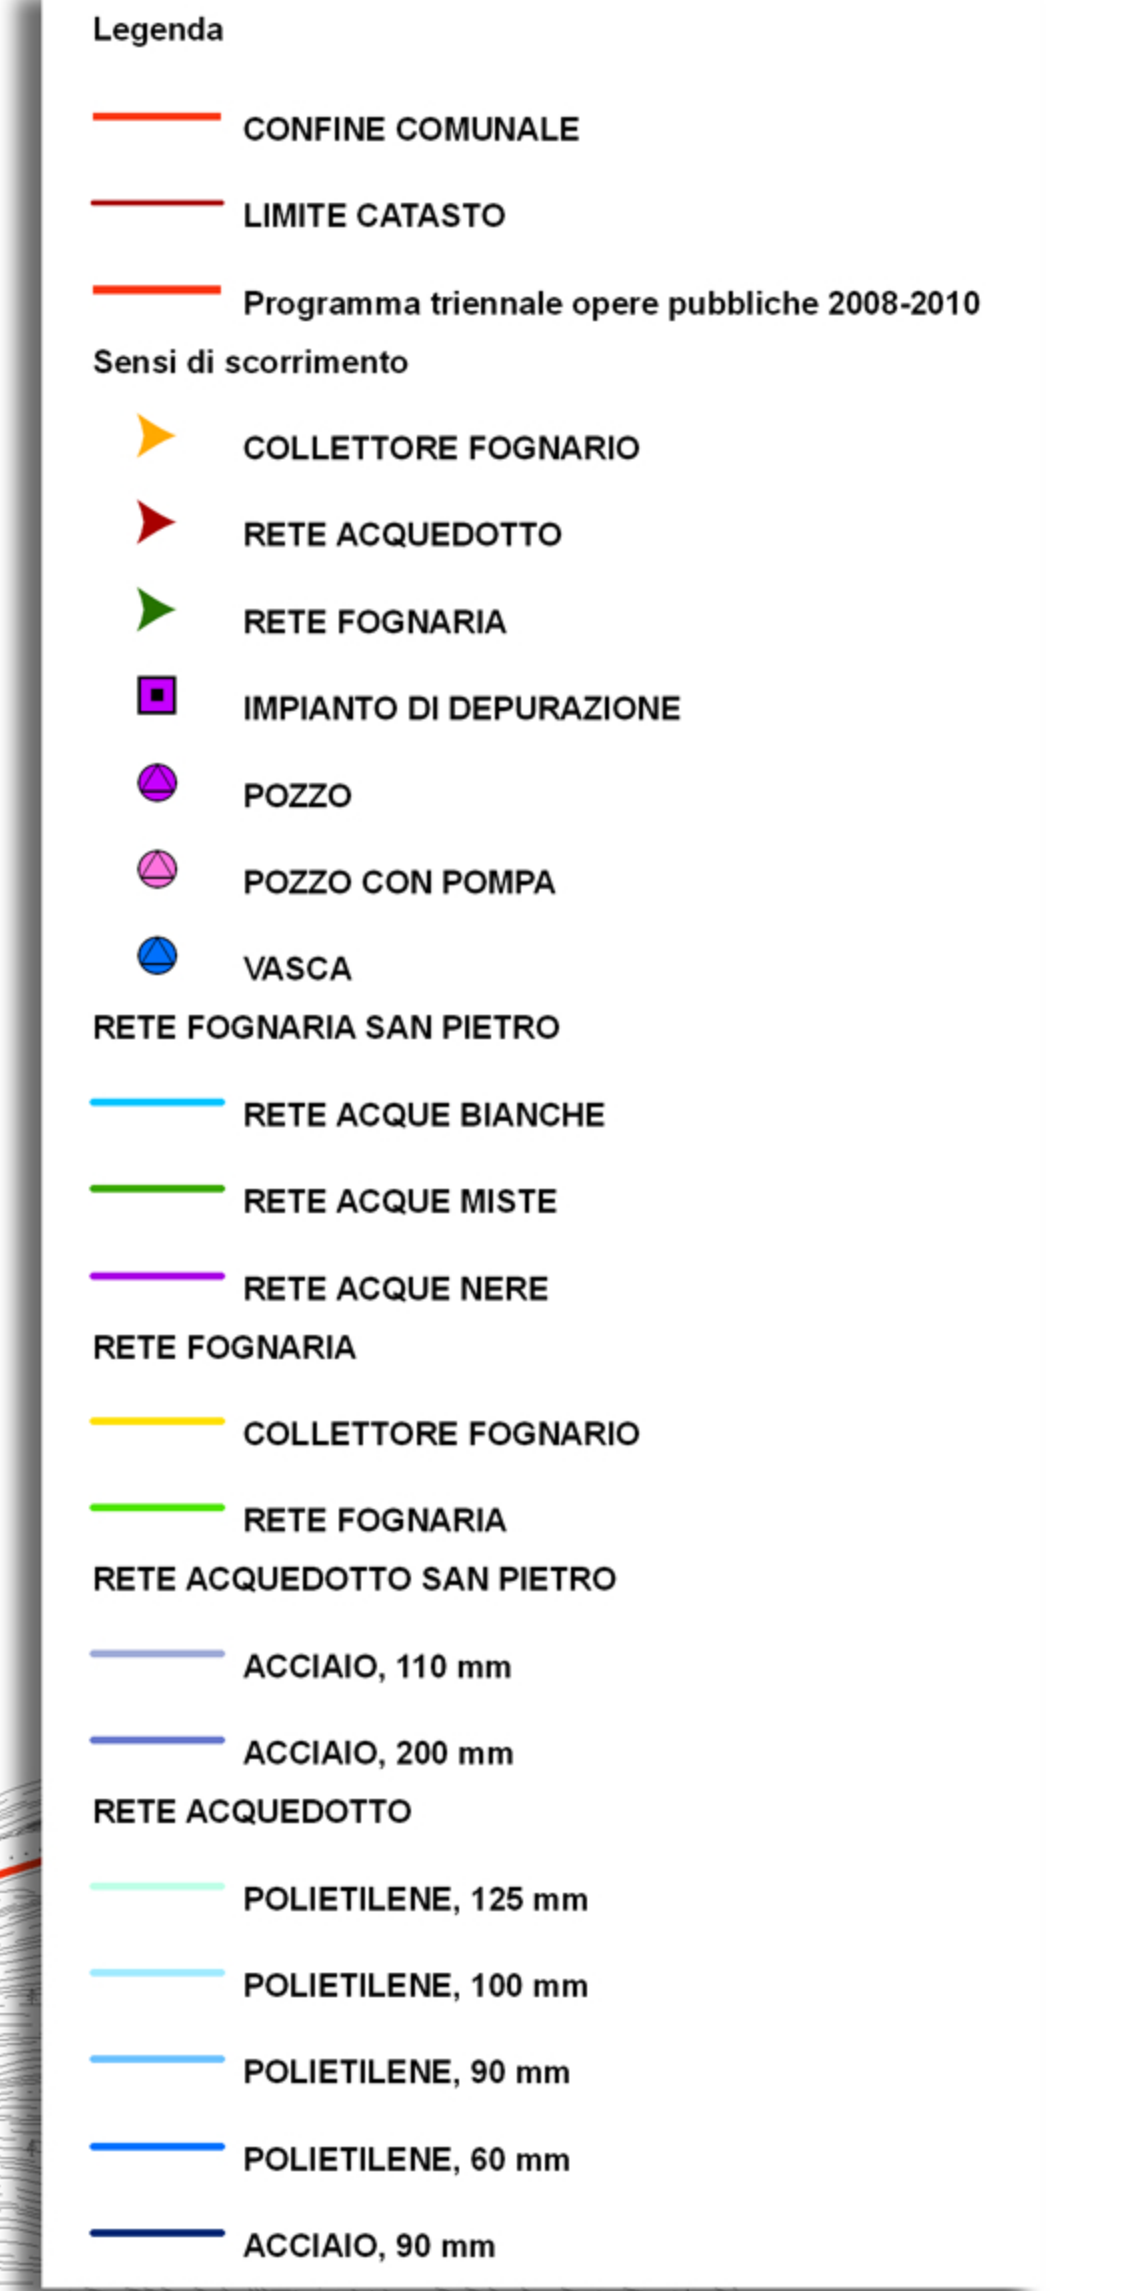 Legenda
CONFINE COMUNALE
LIMITE CATASTO
Programma triennale opere pubbliche 2008-2010
Sensi di scorrimento
COLLETTORE FOGNARIO
RETE ACQUEDOTTO
RETE FOGNARIA
IMPIANTO DI DEPURAZIONE
POZZO
POZZO CON POMPA
VASCA
RETE FOGNARIA SAN PIETRO
RETE ACQUE BIANCHE
RETE ACQUE MISTE
RETE ACQUE NERE
RETE FOGNARIA
COLLETTORE FOGNARIO
RETE FOGNARIA
RETE ACQUEDOTTO SAN PIETRO
ACCIAIO, 110 mm
ACCIAIO, 200 mm
RETE ACQUEDOTTO
POLIETILENE, 125 mm
POLIETILENE, 100 mm
POLIETILENE, 90 mm
POLIETILENE, 60 mm
ACCIAIO, 90 mm